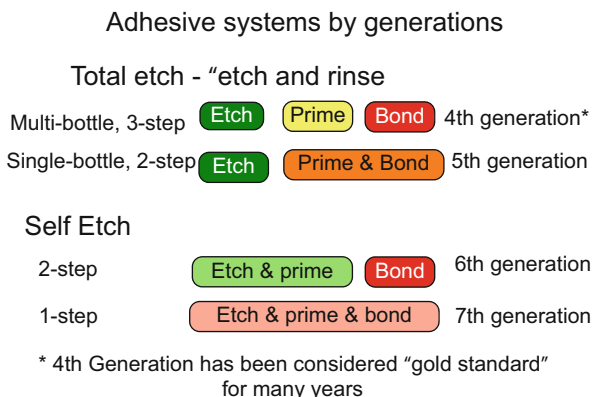 Adhesive systems by generations
Total etch - “etch and rinse
Multi-bottle, 3-step Etch Prime Bond 4th generation*
Single-bottle, 2-step Etch Prime & Bond 5th generation
Self Etch
2-step Etch & prime Bond 6th generation
1-step Etch & prime & bond 7th generation
* 4th Generation has been considered “gold standard”
for many years